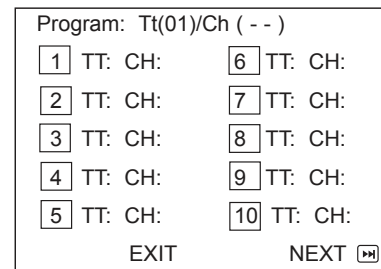 Program: Tt(01)/Ch ( - - )
1 TT: CH: 6 TT: CH:
2 TT: CH: 7 TT: CH:
3 TT: CH: 8 TT: CH:
4 TT: CH: 9 TT: CH:
5 TT: CH: 10 TT: CH:
EXIT NEXT